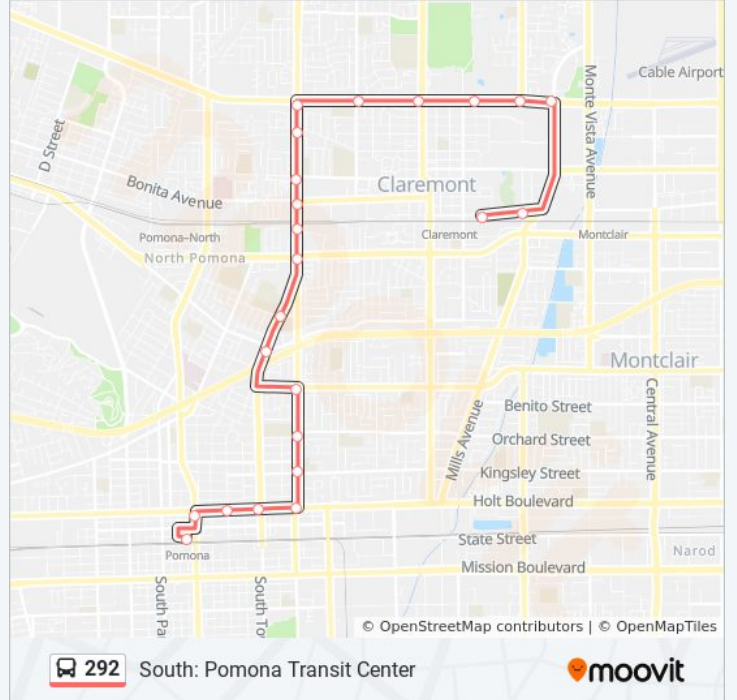 Cable Airport
Monte Vista Avenue
D Street
Bonita Avenue
Claremont
Pomona–North
North Pomona
Claremont
Montclair
Montclair
Benito Street
Central Avenue
Mills Avenue
Orchard Street
Kingsley Street
Holt Boulevard
State Street
Narod
Pomona
Mission Boulevard
South Pa
South To
© OpenStreetMap contributors | © OpenMapTiles
292 South: Pomona Transit Center
moovit